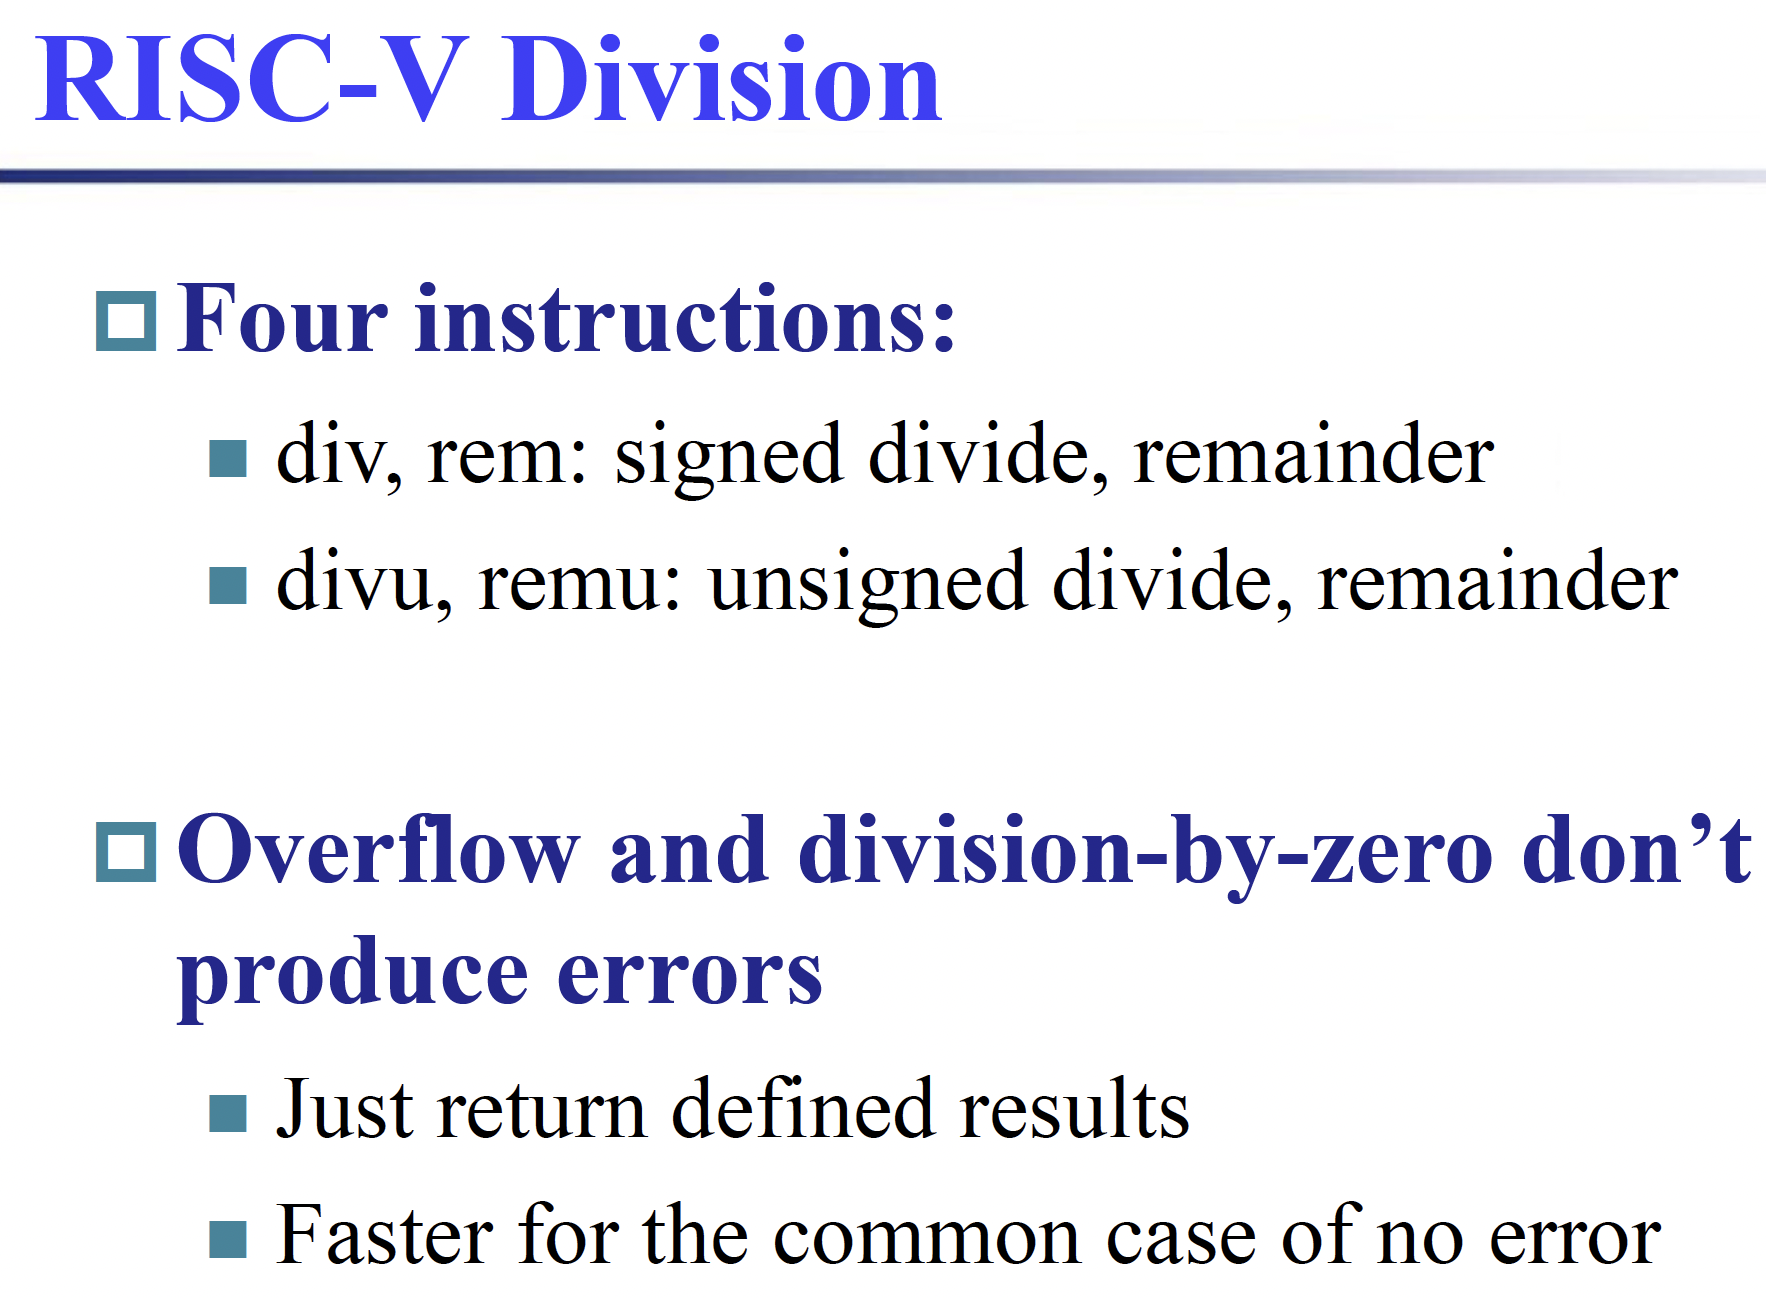 RISC-V Division
Four instructions:
div, rem: signed divide, remainder
divu, remu: unsigned divide, remainder
Overflow and division-by-zero don’t
produce errors
Just return defined results
Faster for the common case of no error